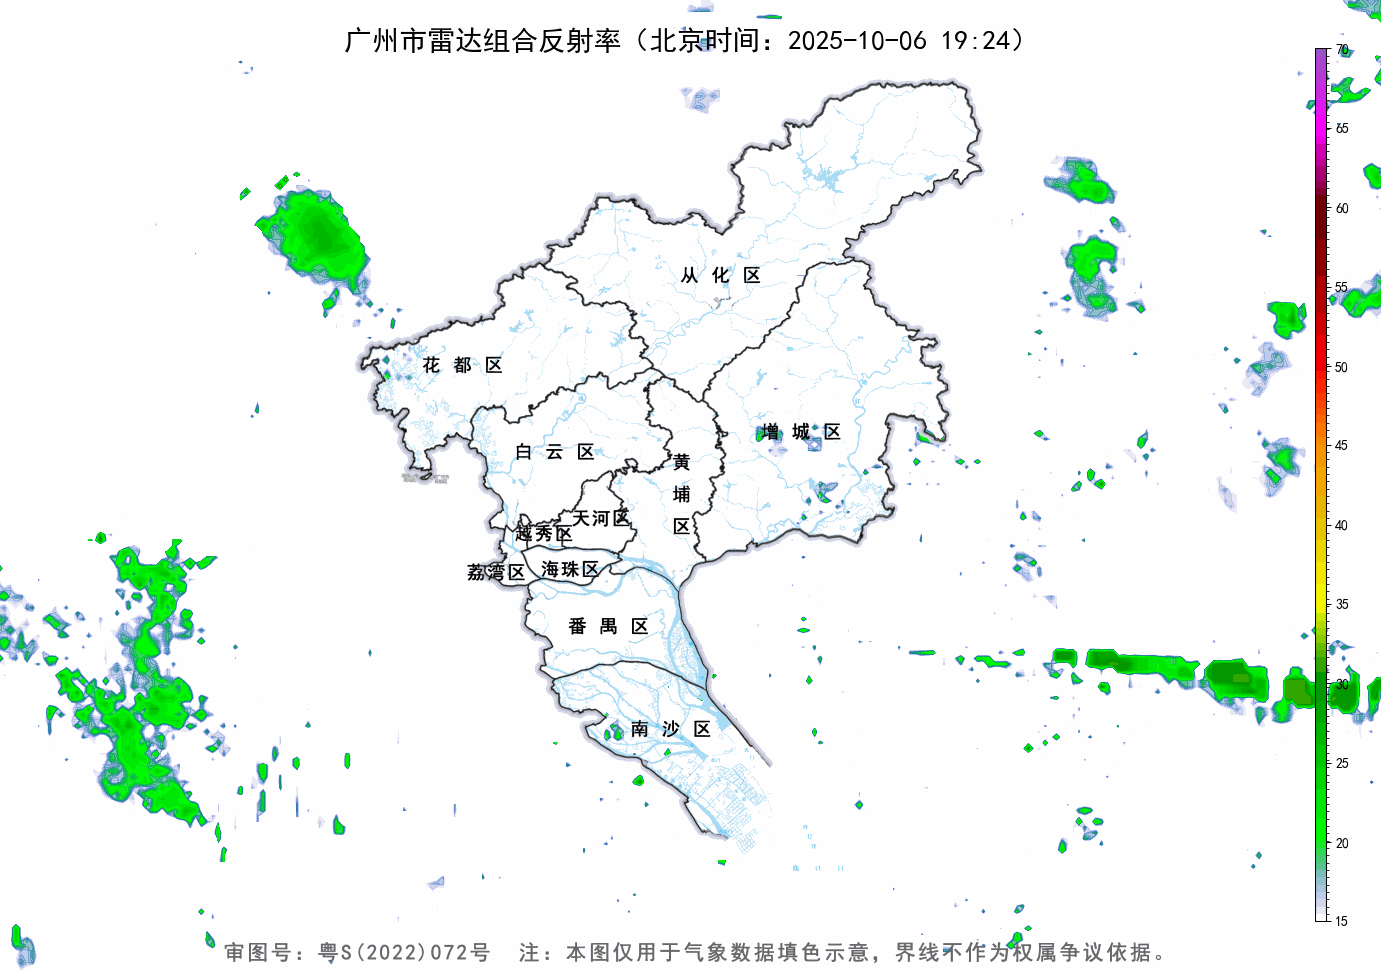 广州市雷达组合反射率（北京时间：2025-10-06 19:24）
70
65
60
55
50
45
40
35
30
25
20
15
从化区
花都区
增城区
白云区
黄埔区
天河区
越秀区
荔湾区
海珠区
番禺区
南沙区
审图号：粤S(2022)072号 注：本图仅用于气象数据填色示意，界线不作为权属争议依据。